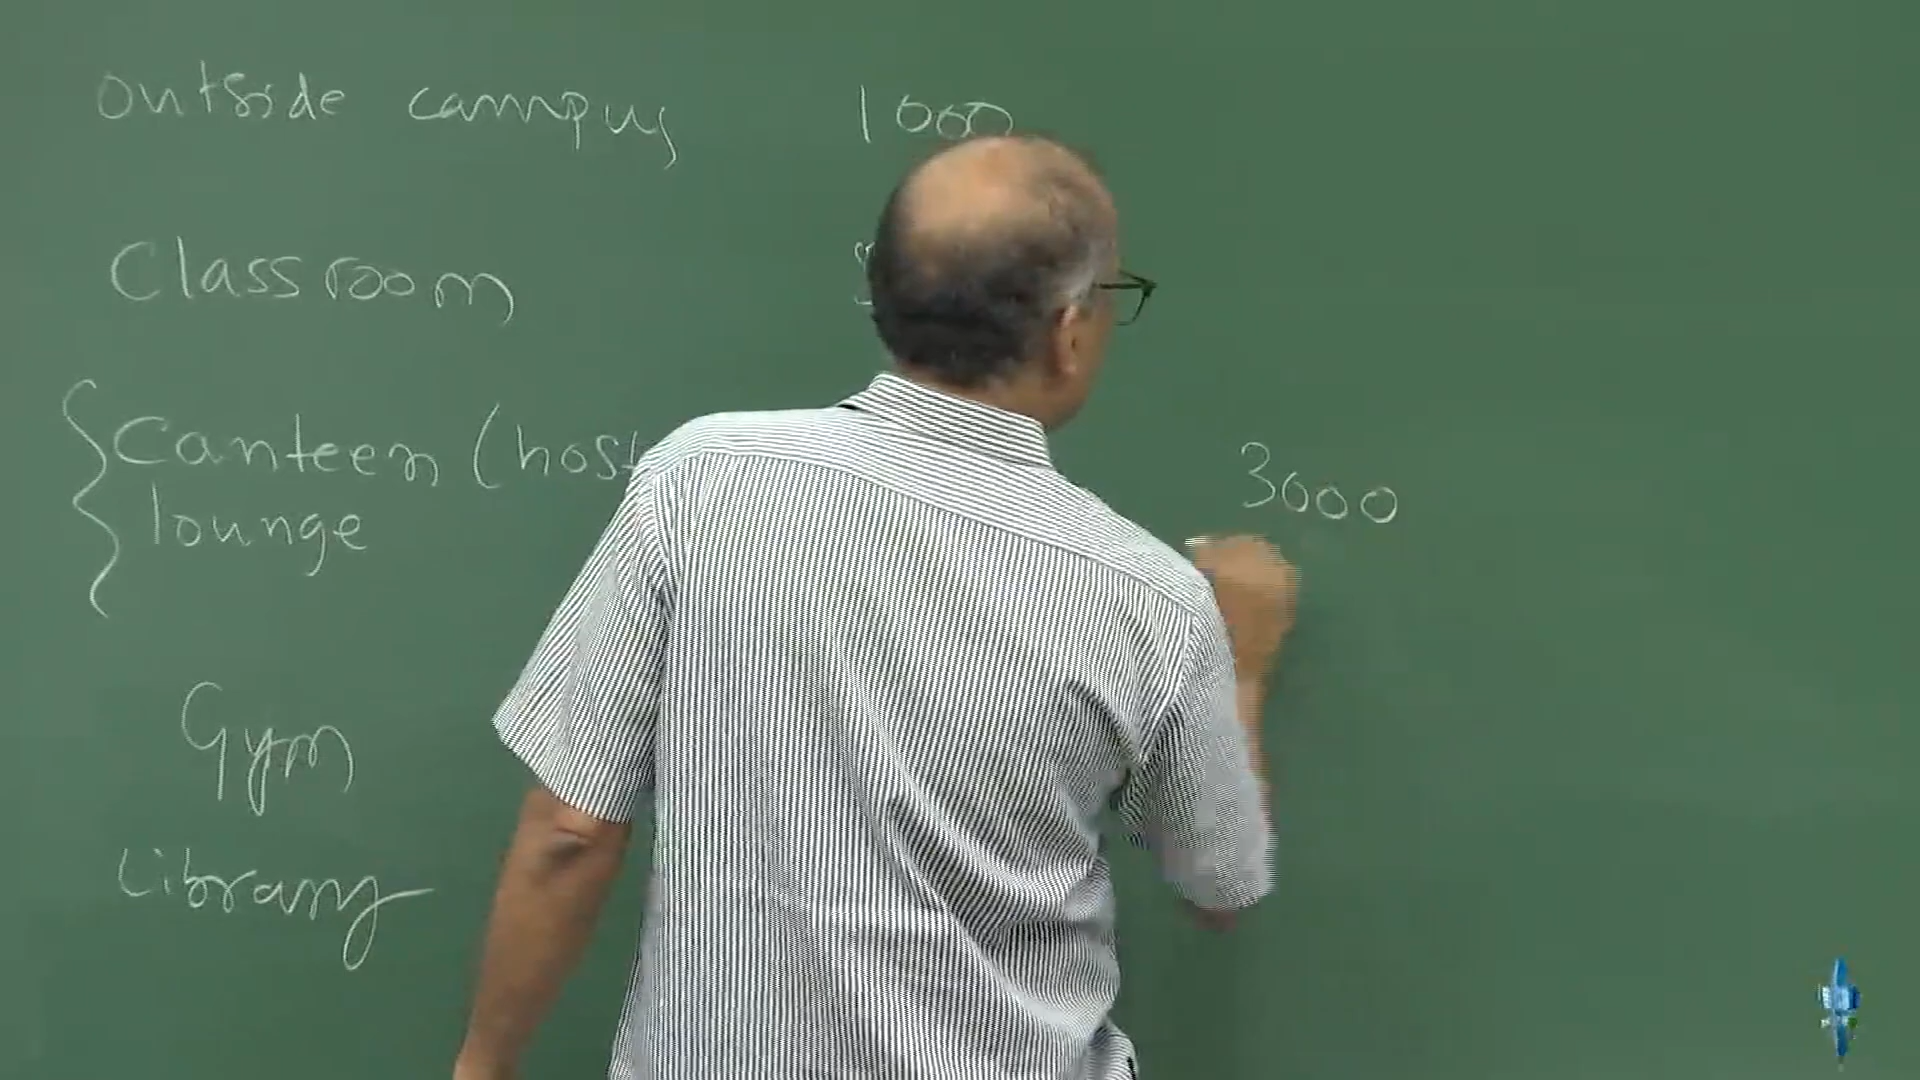 Outside campus 1000
Classroom
Canteen (host
lounge
3000
Gym
Library